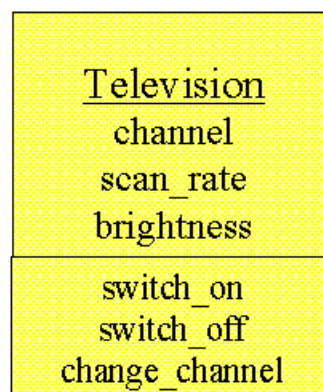 Television
channel
scan_rate
brightness
switch_on
switch_off
change_channel